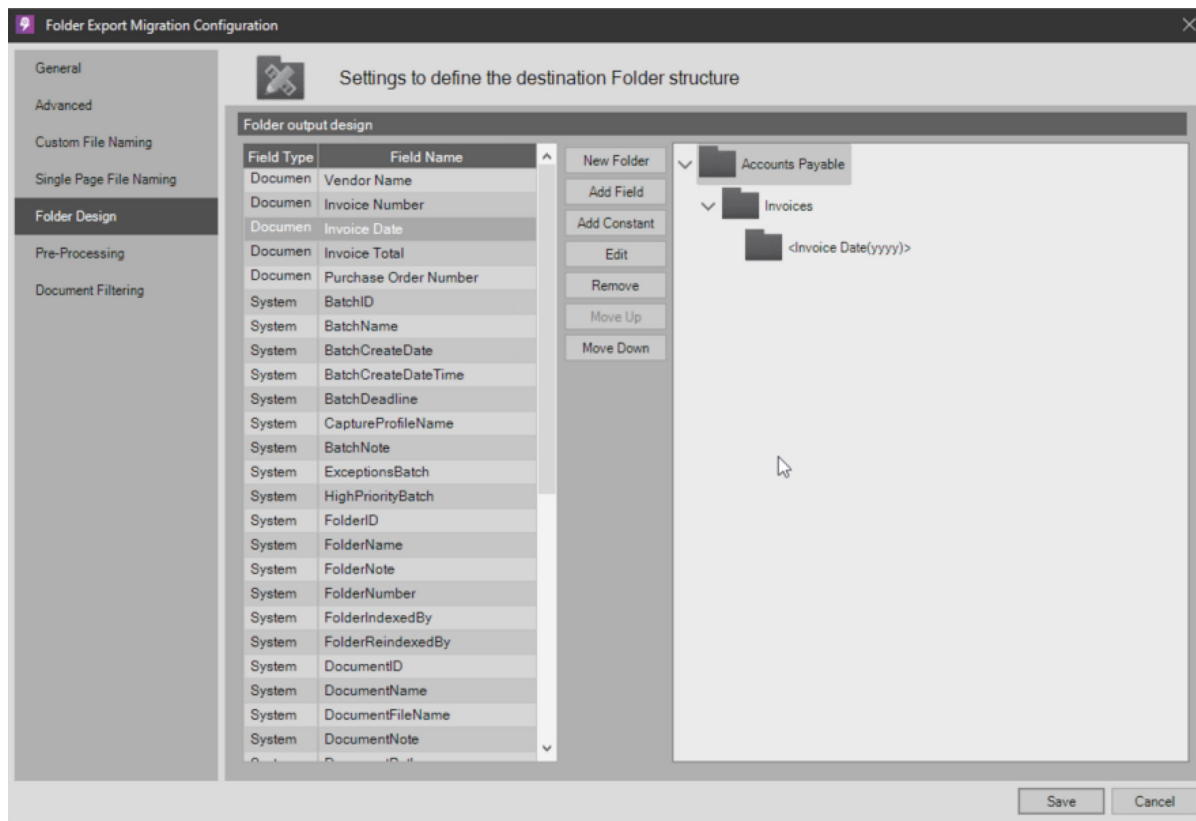 Folder Export Migration Configuration
General
Advanced
Custom File Naming
Single Page File Naming
Folder Design
Pre-Processing
Document Filtering
Settings to define the destination Folder structure
Folder output design
Field Type Field Name
Documen Vendor Name
Documen Invoice Number
Documen Invoice Date
Documen Invoice Total
Documen Purchase Order Number
System BatchID
System BatchName
System BatchCreateDate
System BatchCreateDateTime
System BatchDeadline
System CaptureProfileName
System BatchNote
System ExceptionsBatch
System HighPriorityBatch
System FolderID
System FolderName
System FolderNote
System FolderNumber
System FolderIndexedBy
System FolderReindexedBy
System DocumentID
System DocumentName
System DocumentFileName
System DocumentNote
New Folder
Add Field
Add Constant
Edit
Remove
Move Up
Move Down
Accounts Payable
Invoices
<Invoice Date(yyyy)>
Save
Cancel